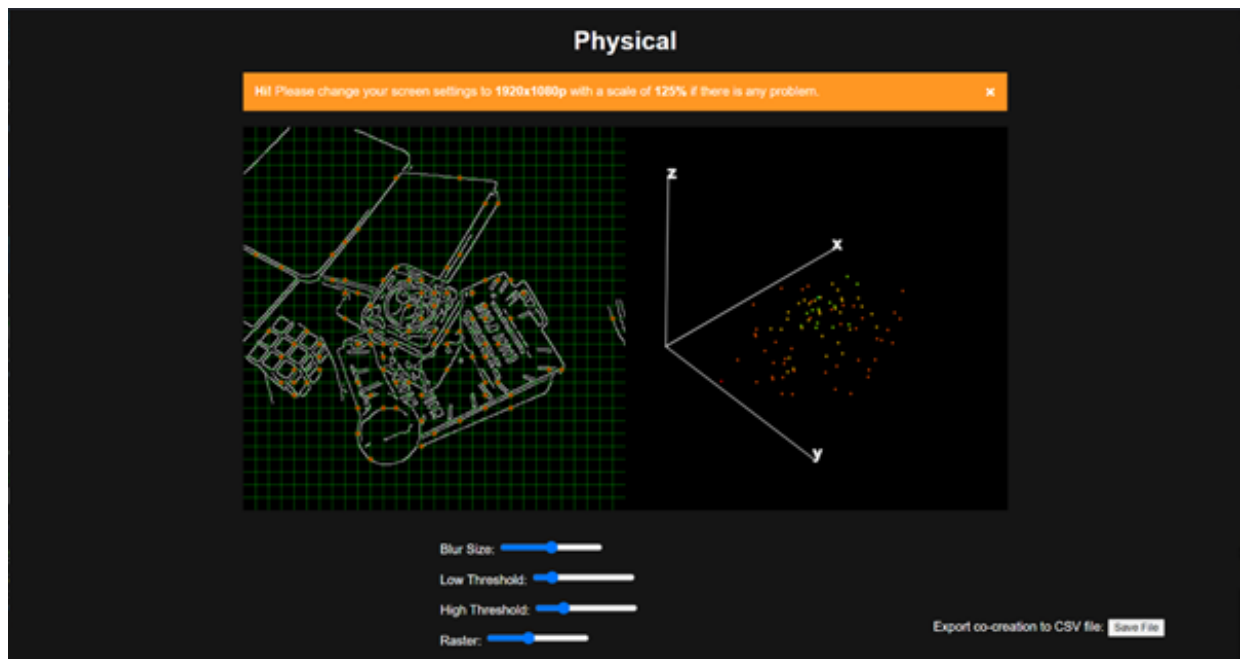 Physical
Hi! Please change your screen settings to 1920x1080p with a scale of 125% if there is any problem. ×
z
x
y
Blur Size:
Low Threshold:
High Threshold:
Raster:
Export co-creation to CSV file: Save File